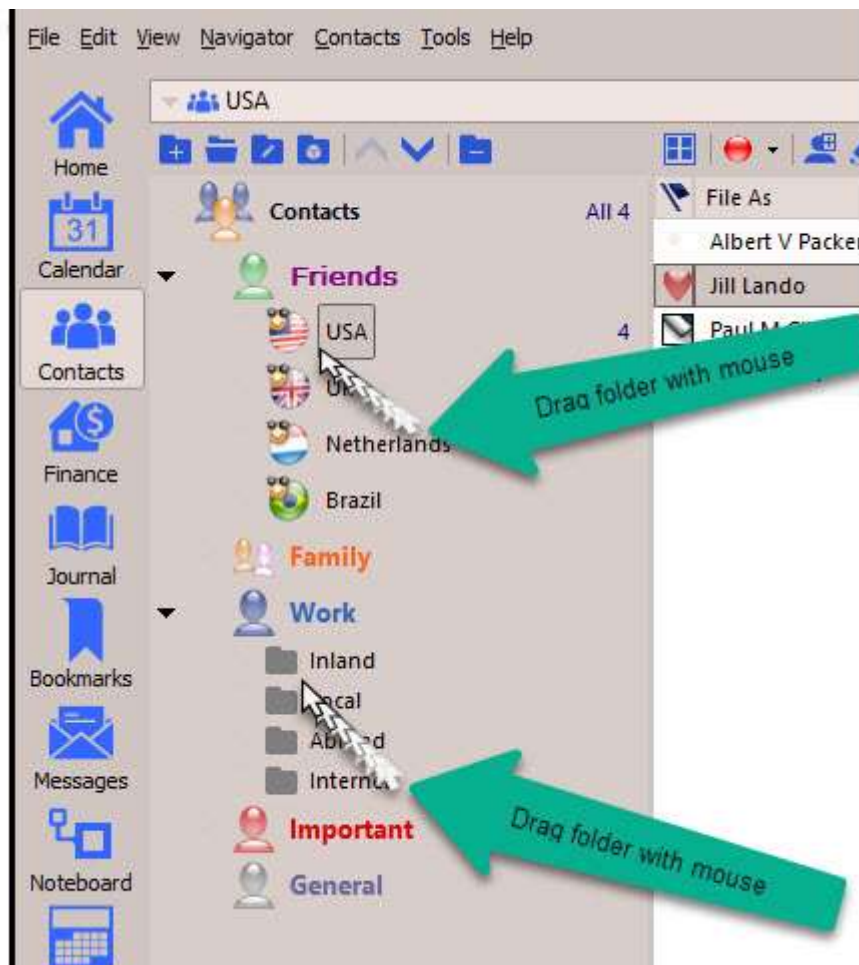 File Edit View Navigator Contacts Tools Help
USA
Home
31
Calendar
Contacts
Finance
Journal
Bookmarks
Messages
Noteboard
Contacts All 4
Friends
USA 4
Netherlands
Brazil
Family
Work
Inland
Important
General
File As
Albert V Packer
Jill Lando
Paul M
Drag folder with mouse
Drag folder with mouse